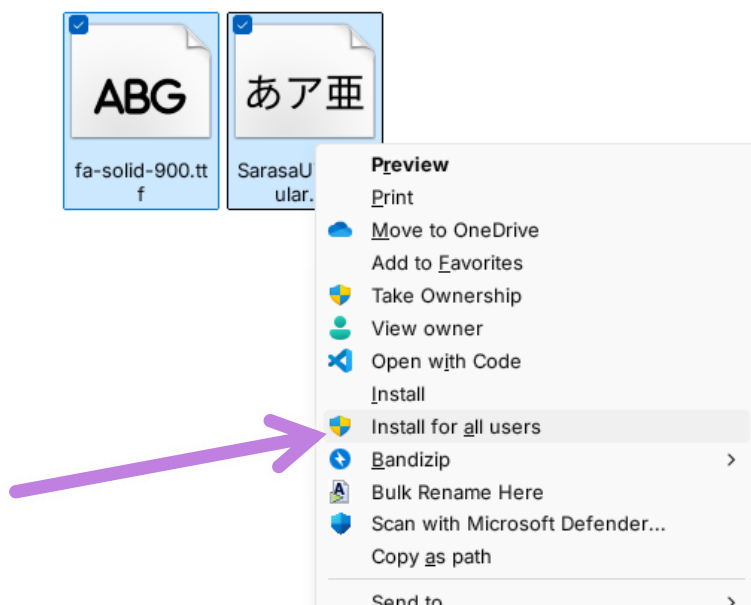 ABG
あア亜
fa-solid-900.tt
f
SarasaU
ular.
Preview
Print
Move to OneDrive
Add to Favorites
Take Ownership
View owner
Open with Code
Install
Install for all users
Bandizip
Bulk Rename Here
Scan with Microsoft Defender...
Copy as path
Send to